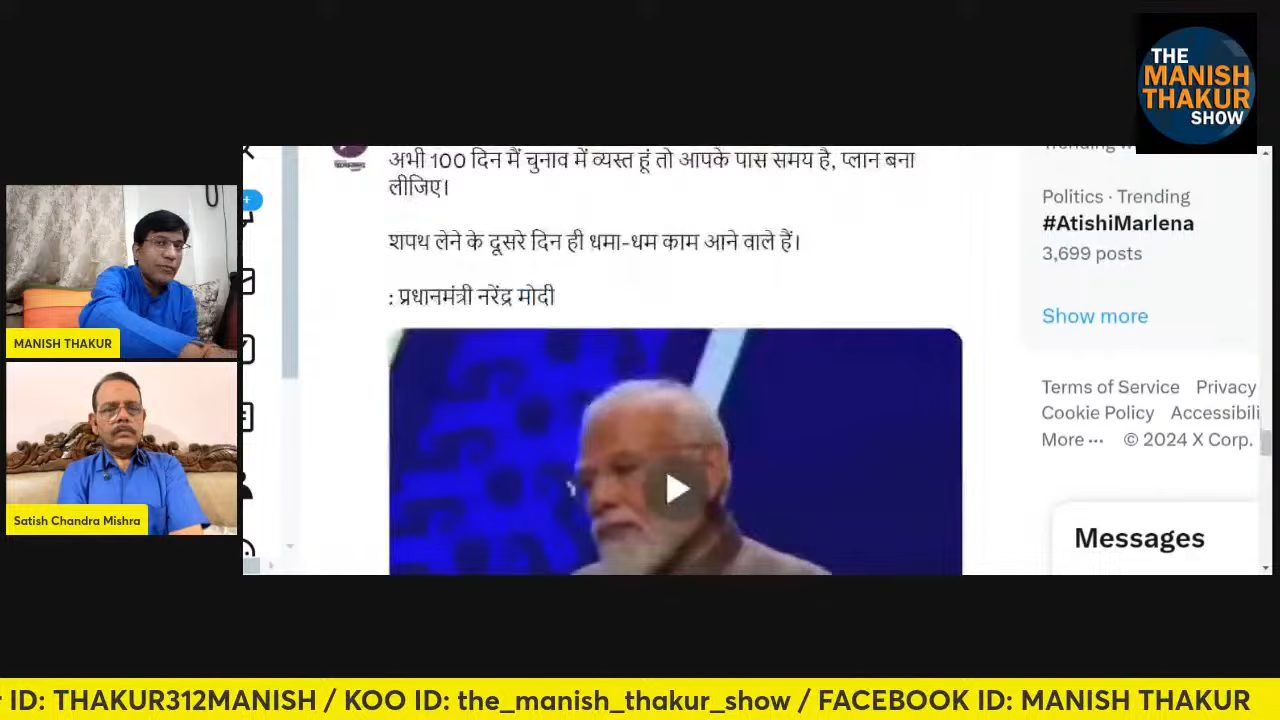 THE
MANISH
THAKUR
SHOW
अभी 100 दिन मैं चुनाव में व्यस्त हूं तो आपके पास समय है, प्लान बना
लीजिए।
शपथ लेने के दूसरे दिन ही धमा-धम काम आने वाले हैं।
: प्रधानमंत्री नरेंद्र मोदी
Politics · Trending
#AtishiMarlena
3,699 posts
Show more
Terms of Service Privacy
Cookie Policy Accessibili
More ··· © 2024 X Corp.
Messages
MANISH THAKUR
Satish Chandra Mishra
ID: THAKUR312MANISH / KOO ID: the_manish_thakur_show / FACEBOOK ID: MANISH THAKUR